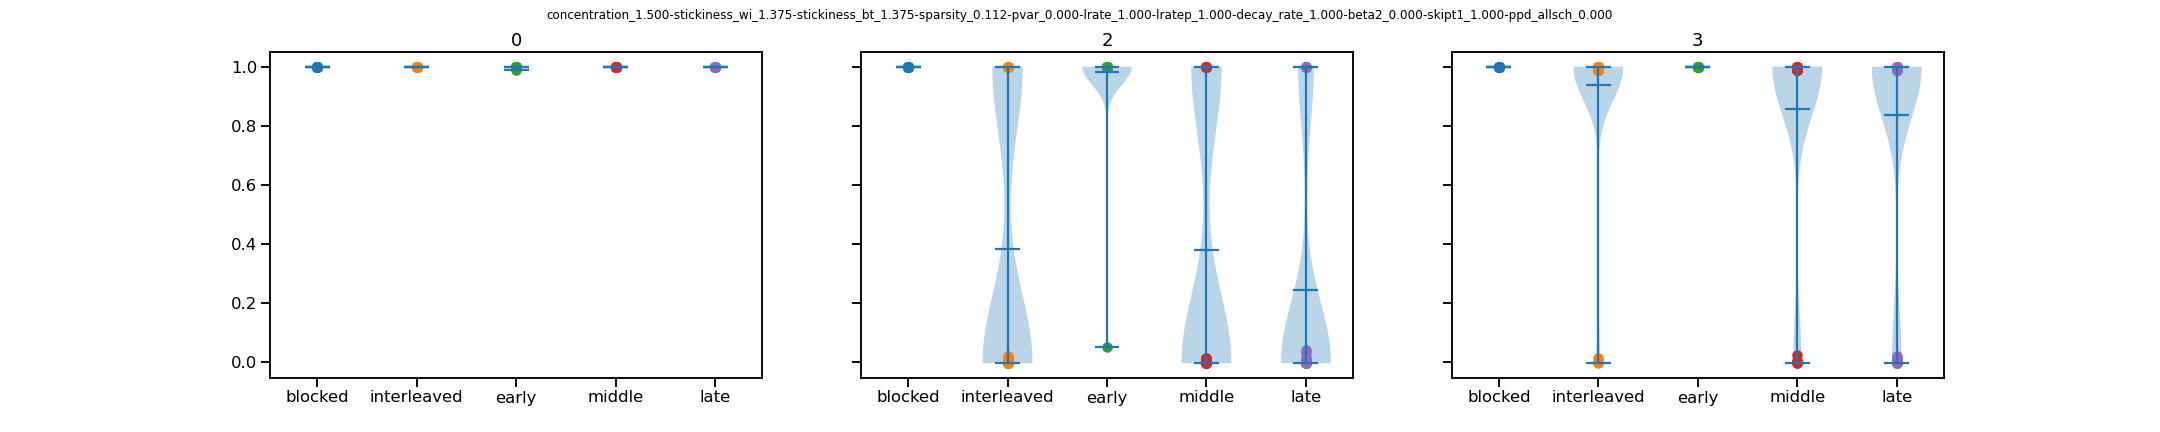 concentration_1.500-stickiness_wi_1.375-stickiness_bt_1.375-sparsity_0.112-pvar_0.000-lrate_1.000-lratep_1.000-decay_rate_1.000-beta2_0.000-skipt1_1.000-ppd_allsch_0.000
0
2
3
1.0
0.8
0.6
0.4
0.2
0.0
blocked interleaved early middle late
blocked interleaved early middle late
blocked interleaved early middle late